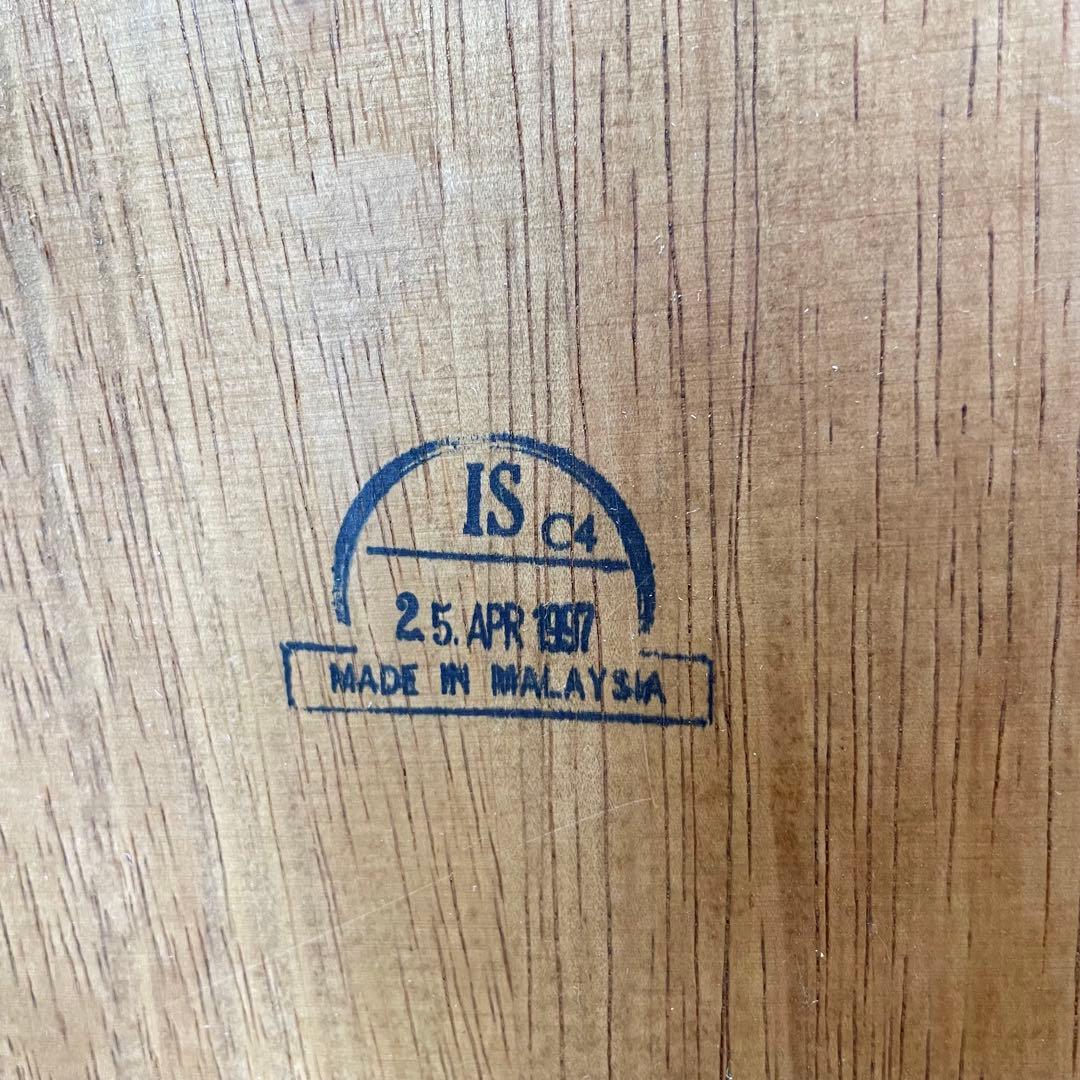 IS C4
25. APR 1997
MADE IN MALAYSIA